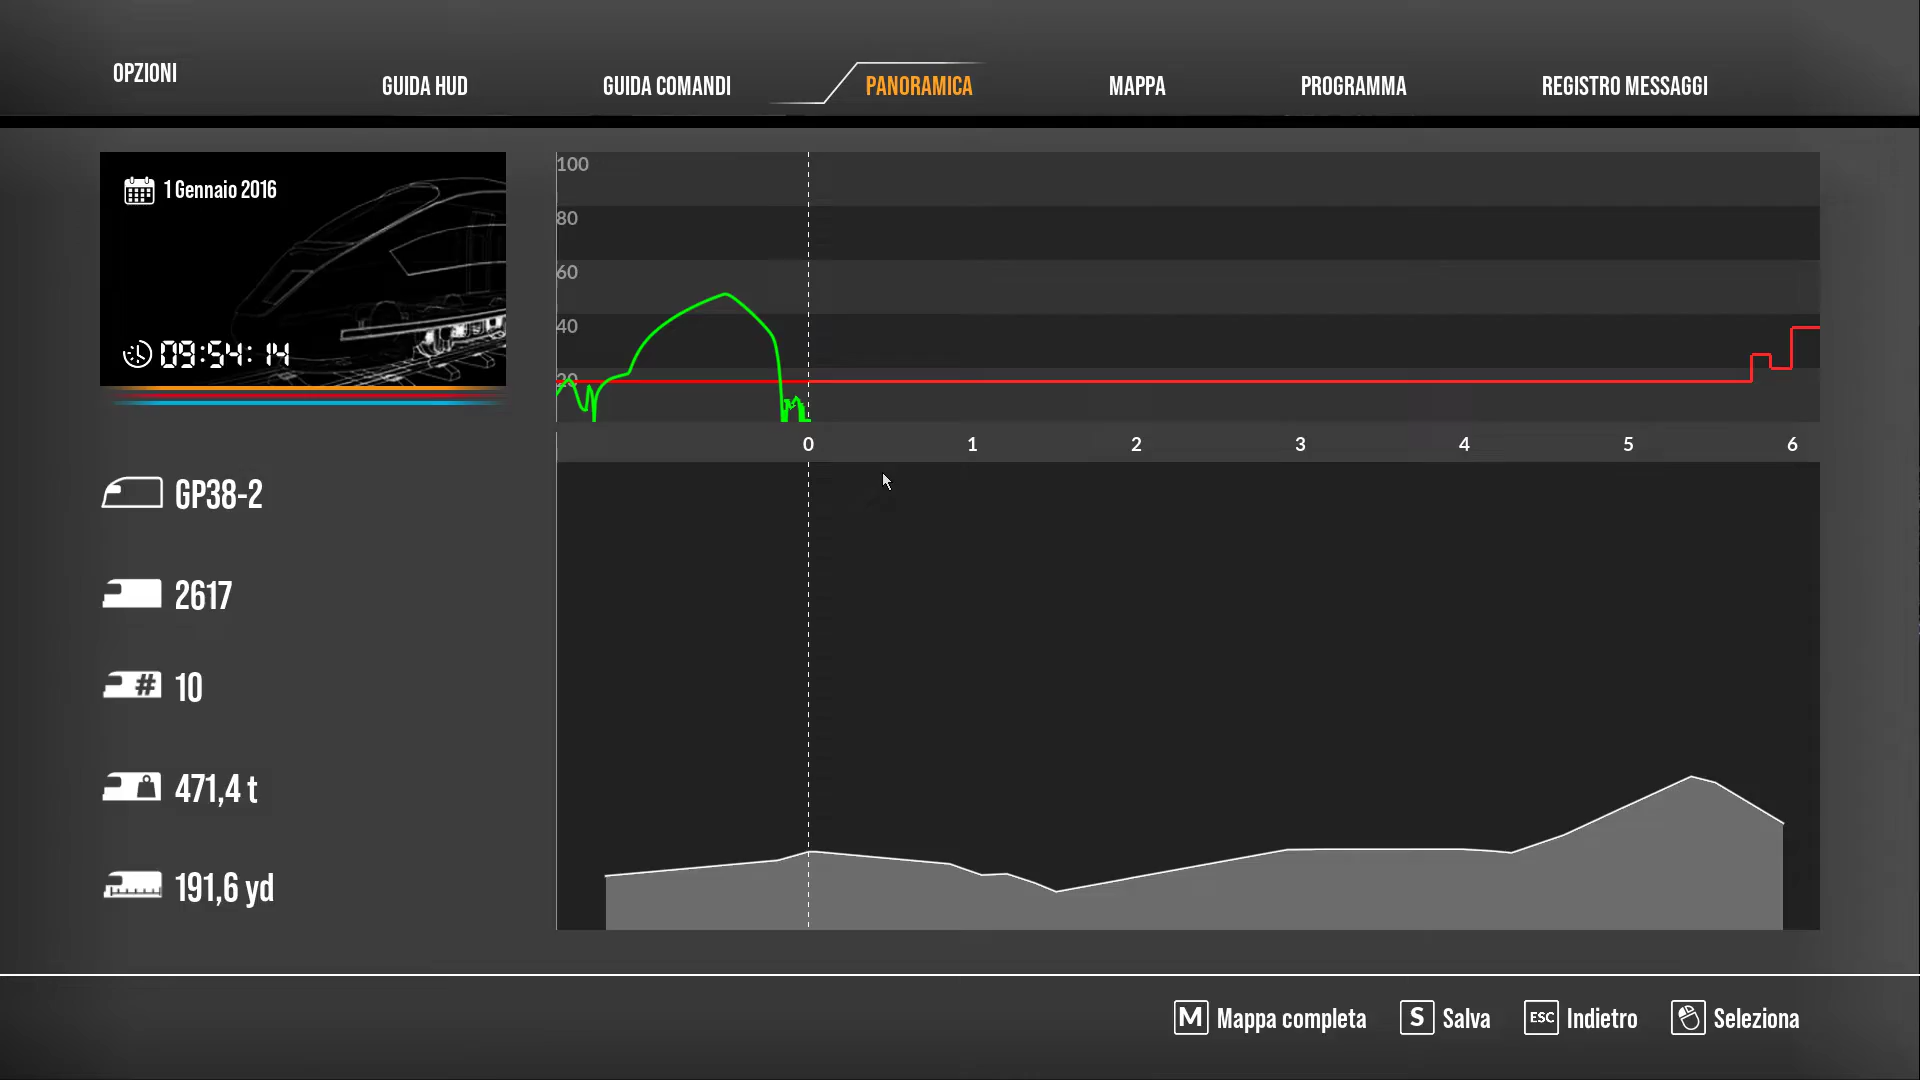 OPZIONI
GUIDA HUD
GUIDA COMANDI
PANORAMICA
MAPPA
PROGRAMMA
REGISTRO MESSAGGI
1 Gennaio 2016
09:54:14
GP38-2
2617
# 10
471,4 t
191,6 yd
100
80
60
40
20
0 1 2 3 4 5 6
M Mappa completa
S Salva
ESC Indietro
Seleziona